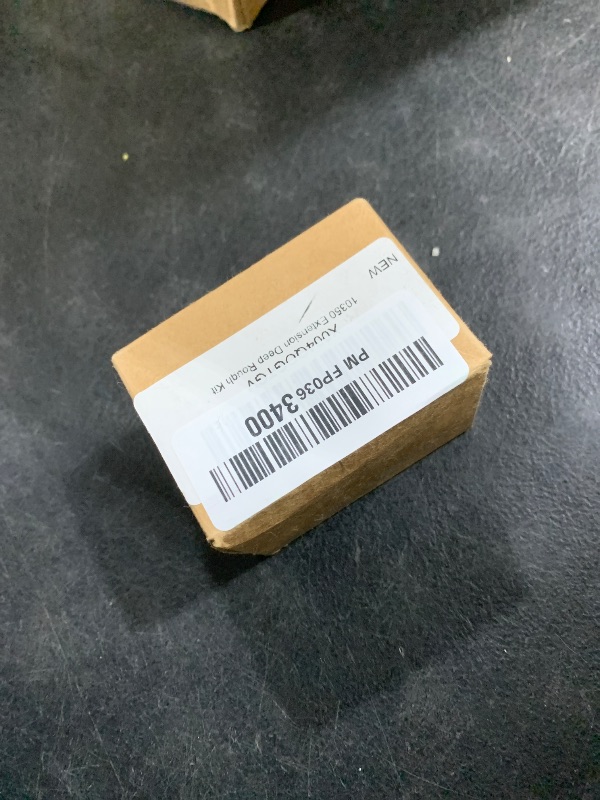 PM FP036 3400
10350 Extension Deep Rough Kit
NEW